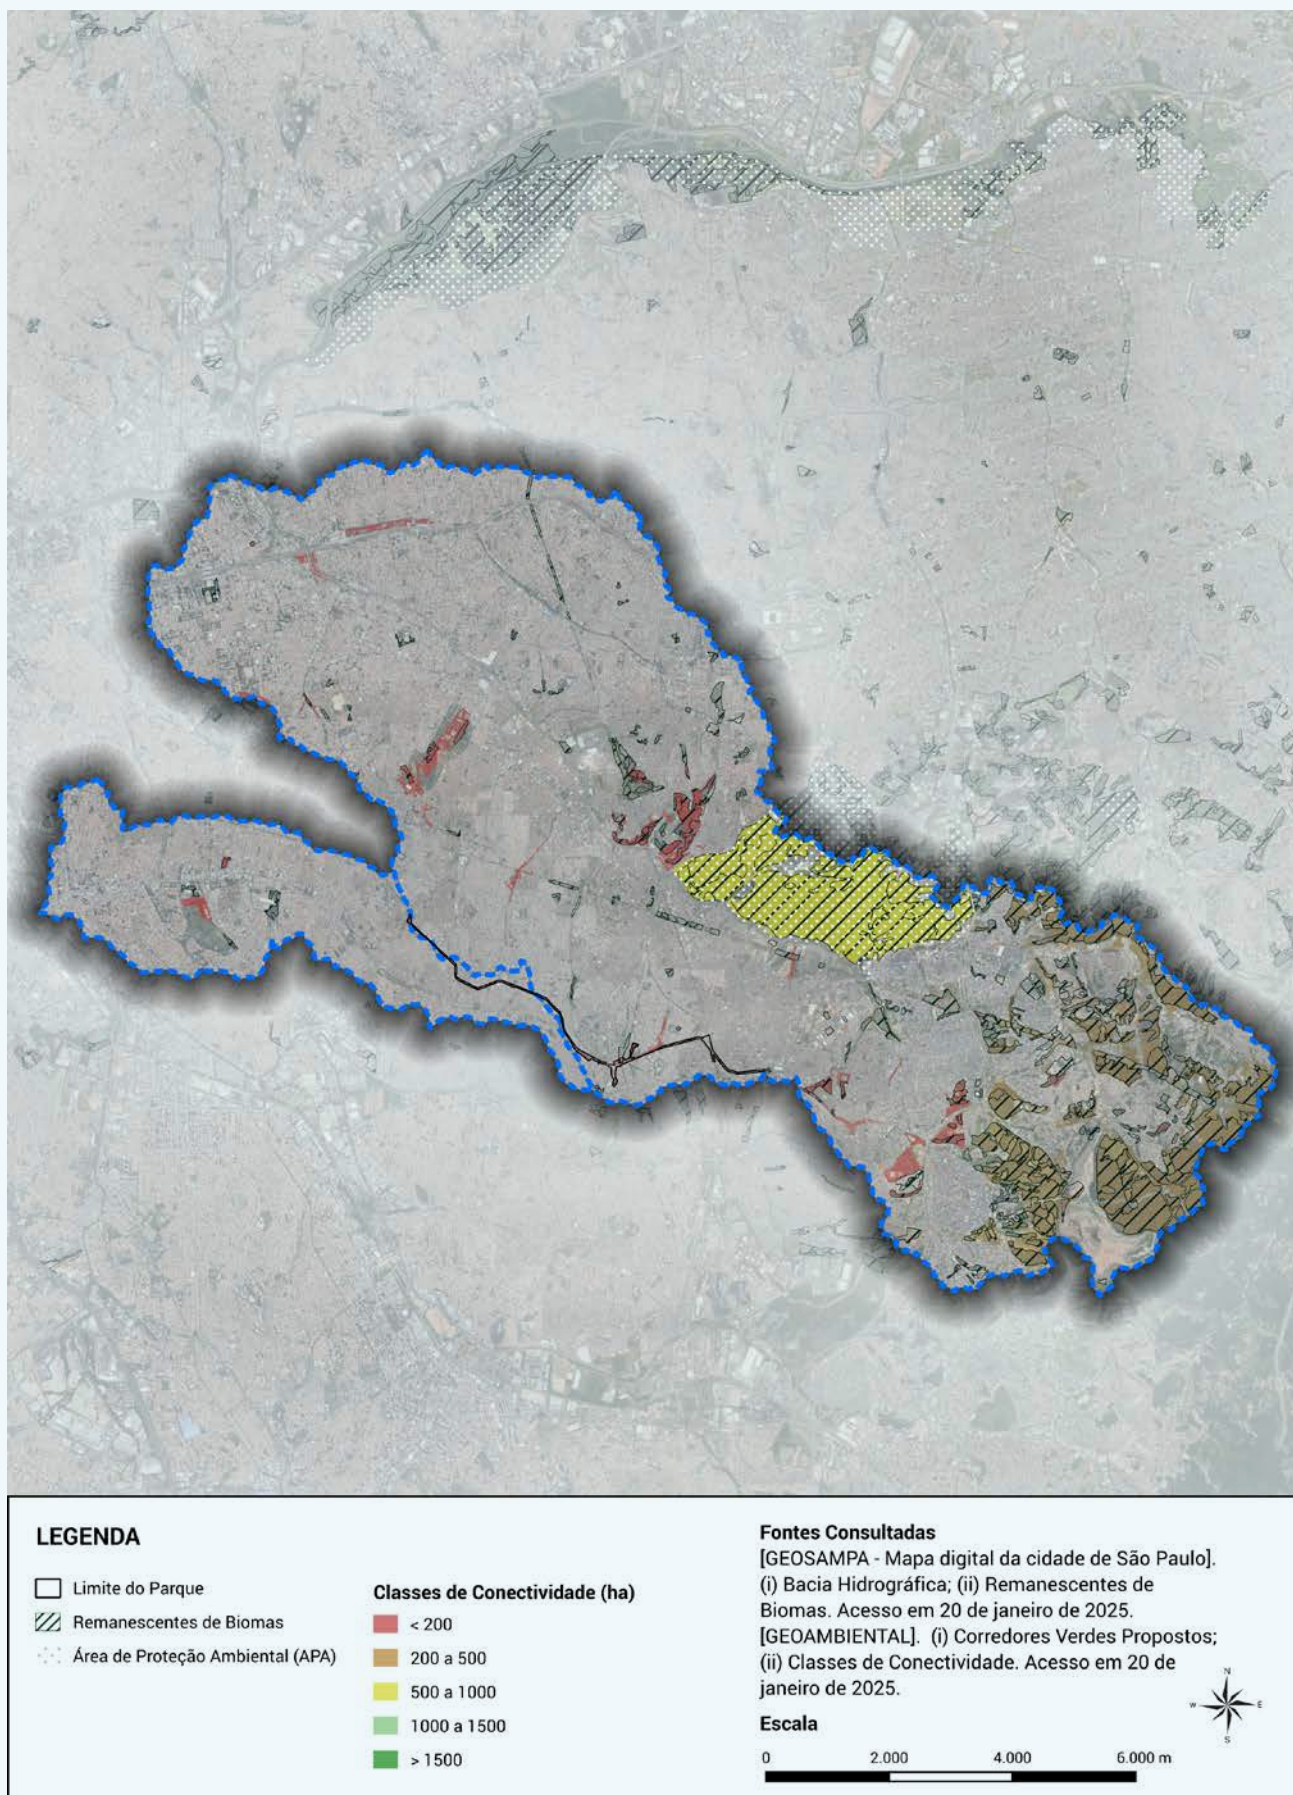 LEGENDA
Limite do Parque
Remanescentes de Biomas
Área de Proteção Ambiental (APA)
Classes de Conectividade (ha)
< 200
200 a 500
500 a 1000
1000 a 1500
> 1500
Fontes Consultadas
[GEOSAMPA - Mapa digital da cidade de São Paulo].
(i) Bacia Hidrográfica; (ii) Remanescentes de
Biomas. Acesso em 20 de janeiro de 2025.
[GEOAMBIENTAL]. (i) Corredores Verdes Propostos;
(ii) Classes de Conectividade. Acesso em 20 de
janeiro de 2025.
N
W
E
S
Escala
0 2.000 4.000 6.000 m